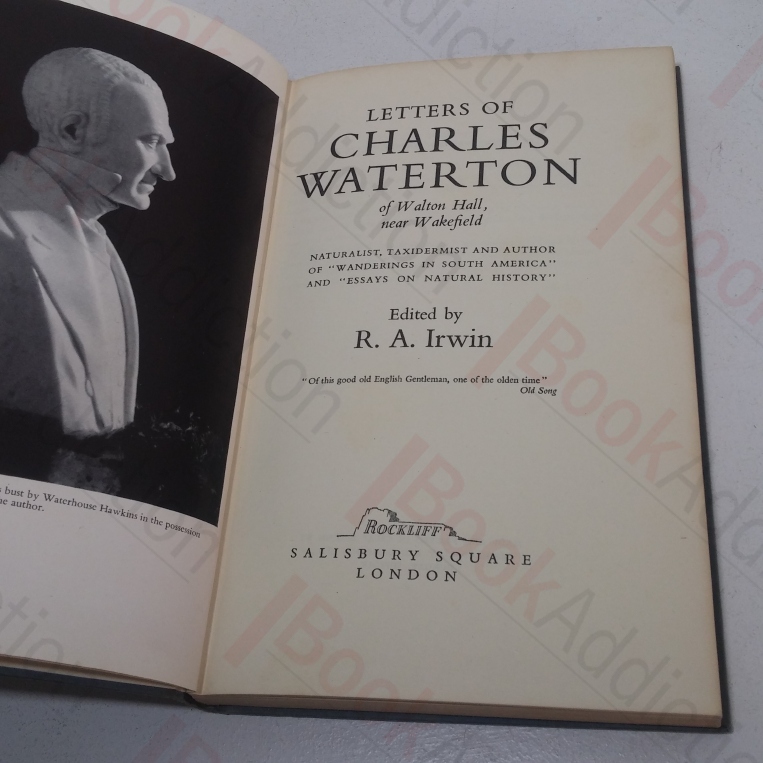 bust by Waterhouse Hawkins in the possession
author.
LETTERS OF
CHARLES
WATERTON
of Walton Hall,
near Wakefield
NATURALIST, TAXIDERMIST AND AUTHOR
OF "WANDERINGS IN SOUTH AMERICA"
AND "ESSAYS ON NATURAL HISTORY"
Edited by
R. A. Irwin
"Of this good old English Gentleman, one of the olden time"
Old Song
ROCKLIFF
SALISBURY SQUARE
LONDON
BookAddiction